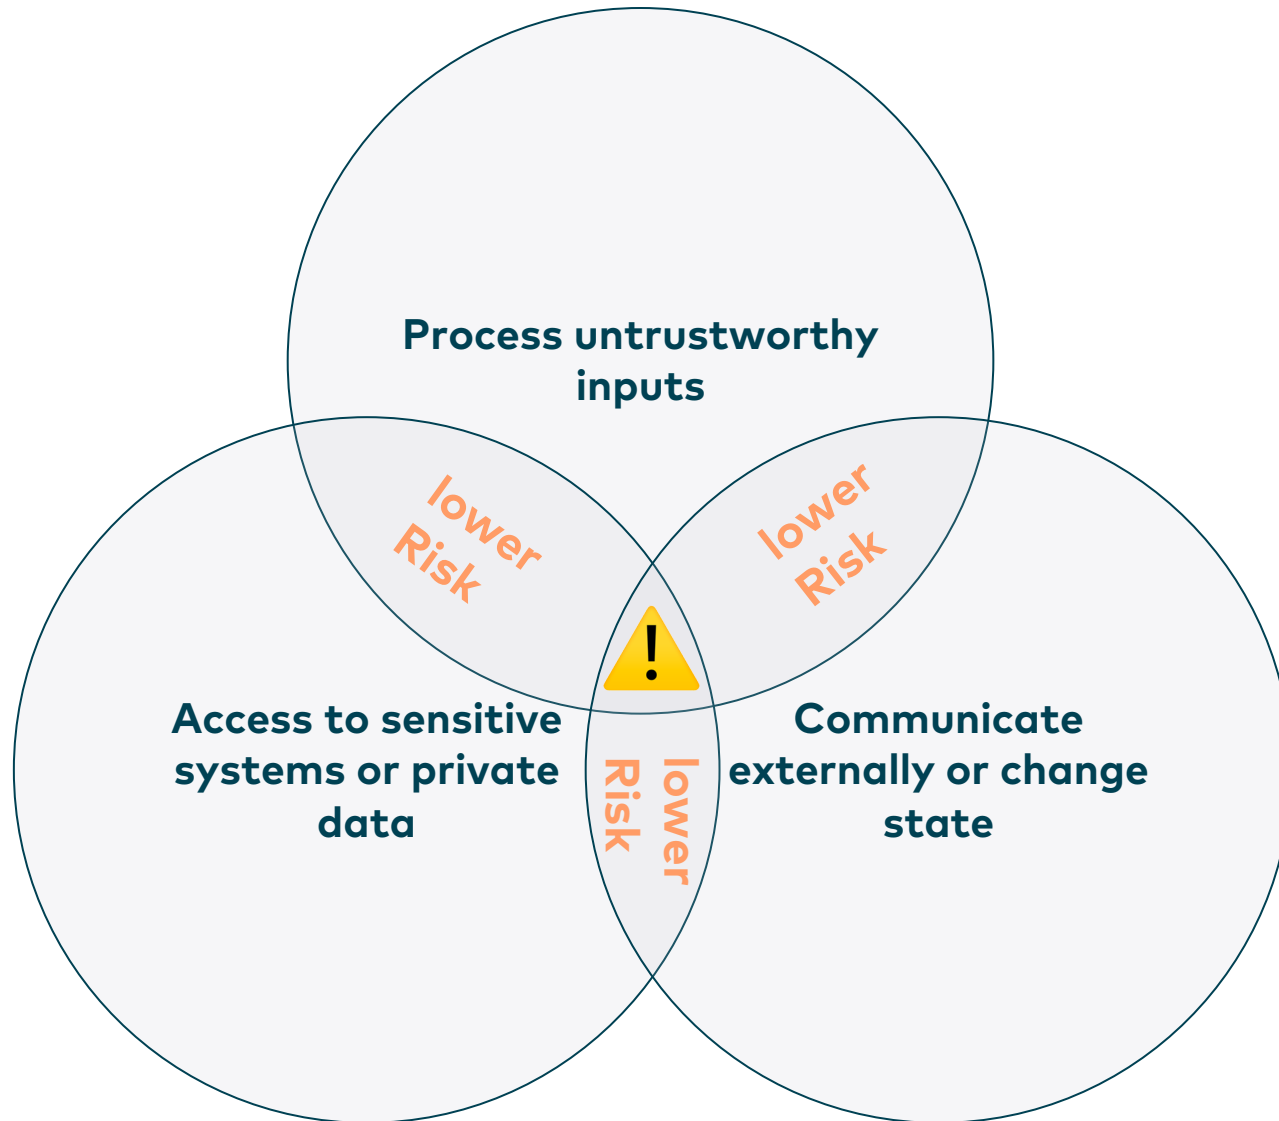 Process untrustworthy
inputs
lower
Risk
lower
Risk
Access to sensitive
systems or private
data
Communicate
externally or change
state
lower
Risk